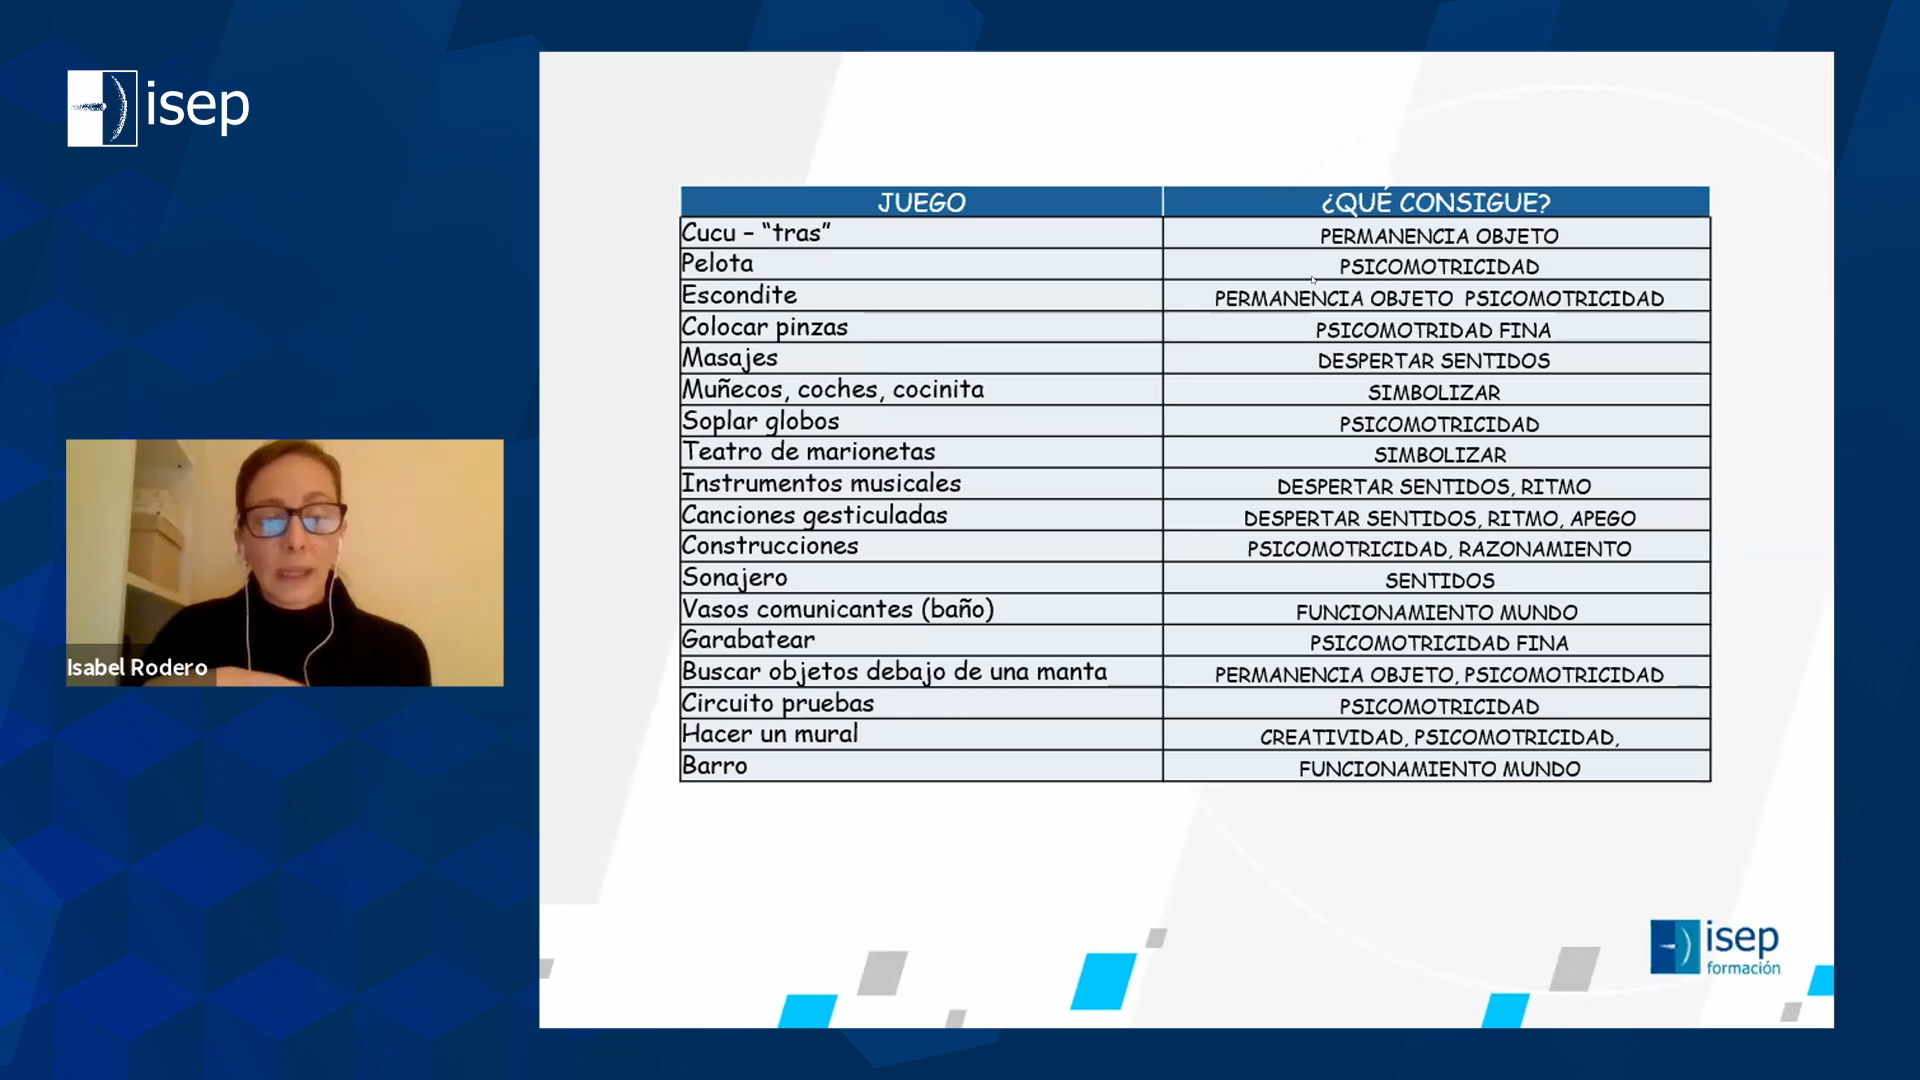 isep
Isabel Rodero
JUEGO ¿QUÉ CONSIGUE?
Cucu – “tras” PERMANENCIA OBJETO
Pelota PSICOMOTRICIDAD
Escondite PERMANENCIA OBJETO PSICOMOTRICIDAD
Colocar pinzas PSICOMOTRIDAD FINA
Masajes DESPERTAR SENTIDOS
Muñecos, coches, cocinita SIMBOLIZAR
Soplar globos PSICOMOTRICIDAD
Teatro de marionetas SIMBOLIZAR
Instrumentos musicales DESPERTAR SENTIDOS, RITMO
Canciones gesticuladas DESPERTAR SENTIDOS, RITMO, APEGO
Construcciones PSICOMOTRICIDAD, RAZONAMIENTO
Sonajero SENTIDOS
Vasos comunicantes (baño) FUNCIONAMIENTO MUNDO
Garabatear PSICOMOTRICIDAD FINA
Buscar objetos debajo de una manta PERMANENCIA OBJETO, PSICOMOTRICIDAD
Circuito pruebas PSICOMOTRICIDAD
Hacer un mural CREATIVIDAD, PSICOMOTRICIDAD,
Barro FUNCIONAMIENTO MUNDO
isep
formación